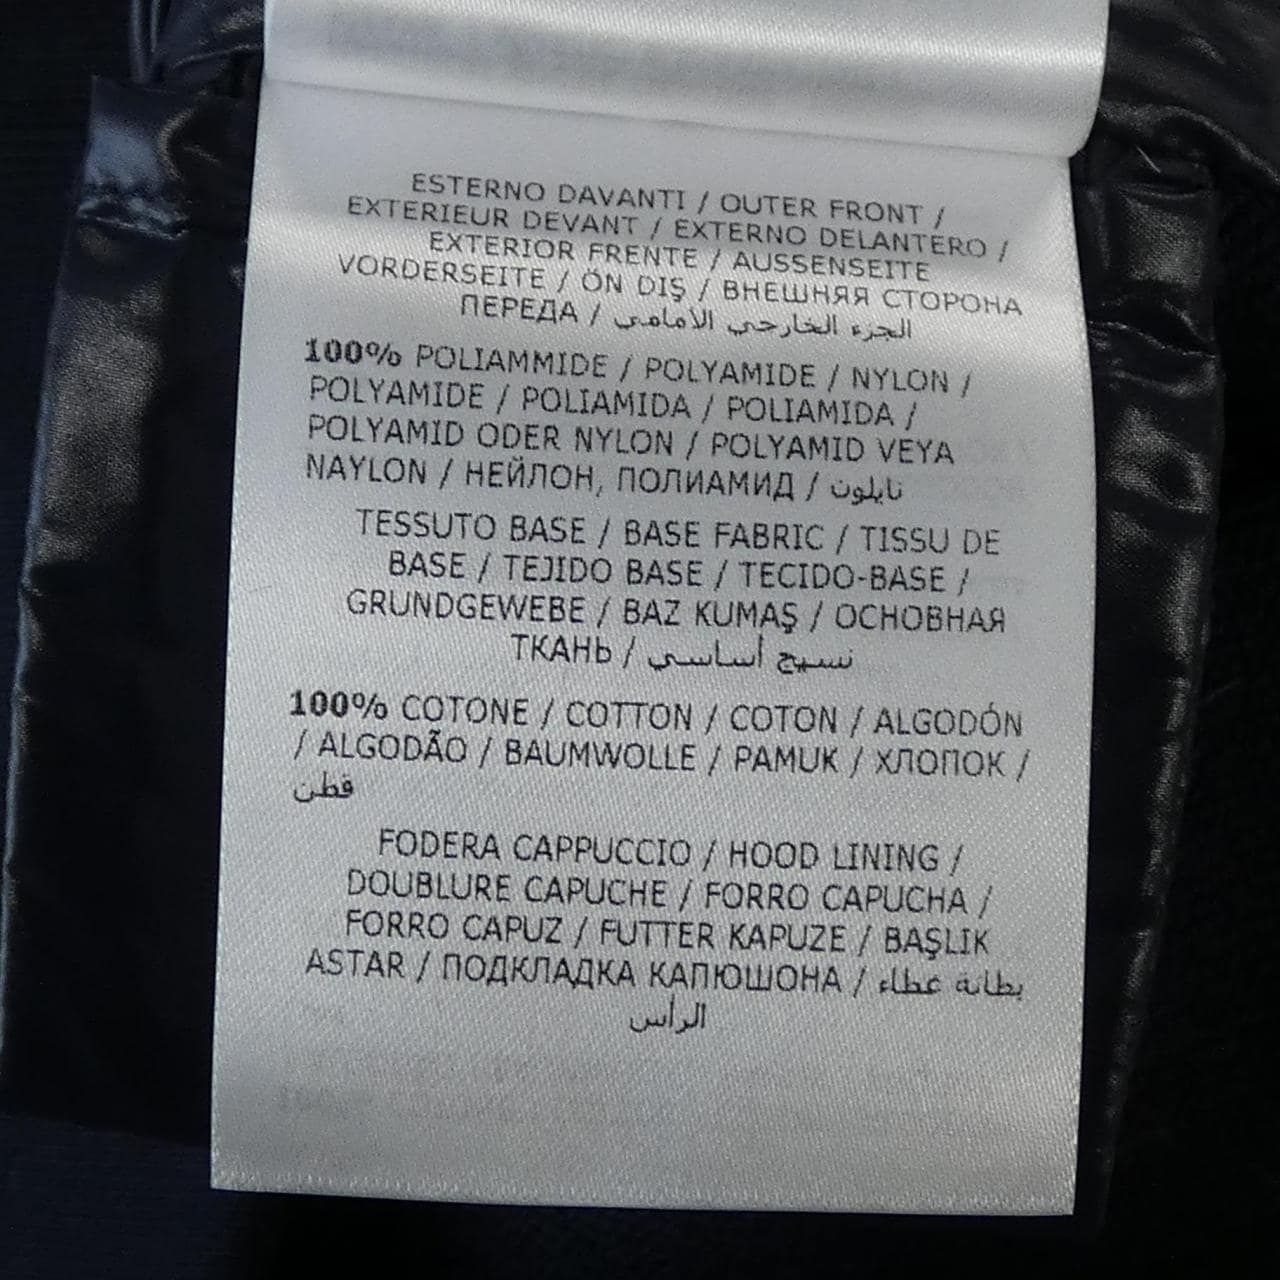 ESTERNO DAVANTI / OUTER FRONT /
EXTERIEUR DEVANT / EXTERNO DELANTERO /
EXTERIOR FRENTE / AUSSENSEITE
VORDERSEITE / ÖN DIŞ / ВНЕШНЯЯ СТОРОНА
ПЕРЕДА / الجزء الخارجي الأمامي
100% POLIAMMIDE / POLYAMIDE / NYLON /
POLYAMIDE / POLIAMIDA / POLIAMIDA /
POLYAMID ODER NYLON / POLYAMID VEYA
NAYLON / НЕЙЛОН, ПОЛИАМИД / نايلون
TESSUTO BASE / BASE FABRIC / TISSU DE
BASE / TEJIDO BASE / TECIDO-BASE /
GRUNDGEWEBE / BAZ KUMAŞ / ОСНОВНАЯ
ТКАНЬ / نسيج أساسي
100% COTONE / COTTON / COTON / ALGODÓN
/ ALGODÃO / BAUMWOLLE / PAMUK / ХЛОПОК /
قطن
FODERA CAPPUCCIO / HOOD LINING /
DOUBLURE CAPUCHE / FORRO CAPUCHA /
FORRO CAPUZ / FUTTER KAPUZE / BAŞLIK
ASTAR / ПОДКЛАДКА КАПЮШОНА / بطانة غطاء
الرأس